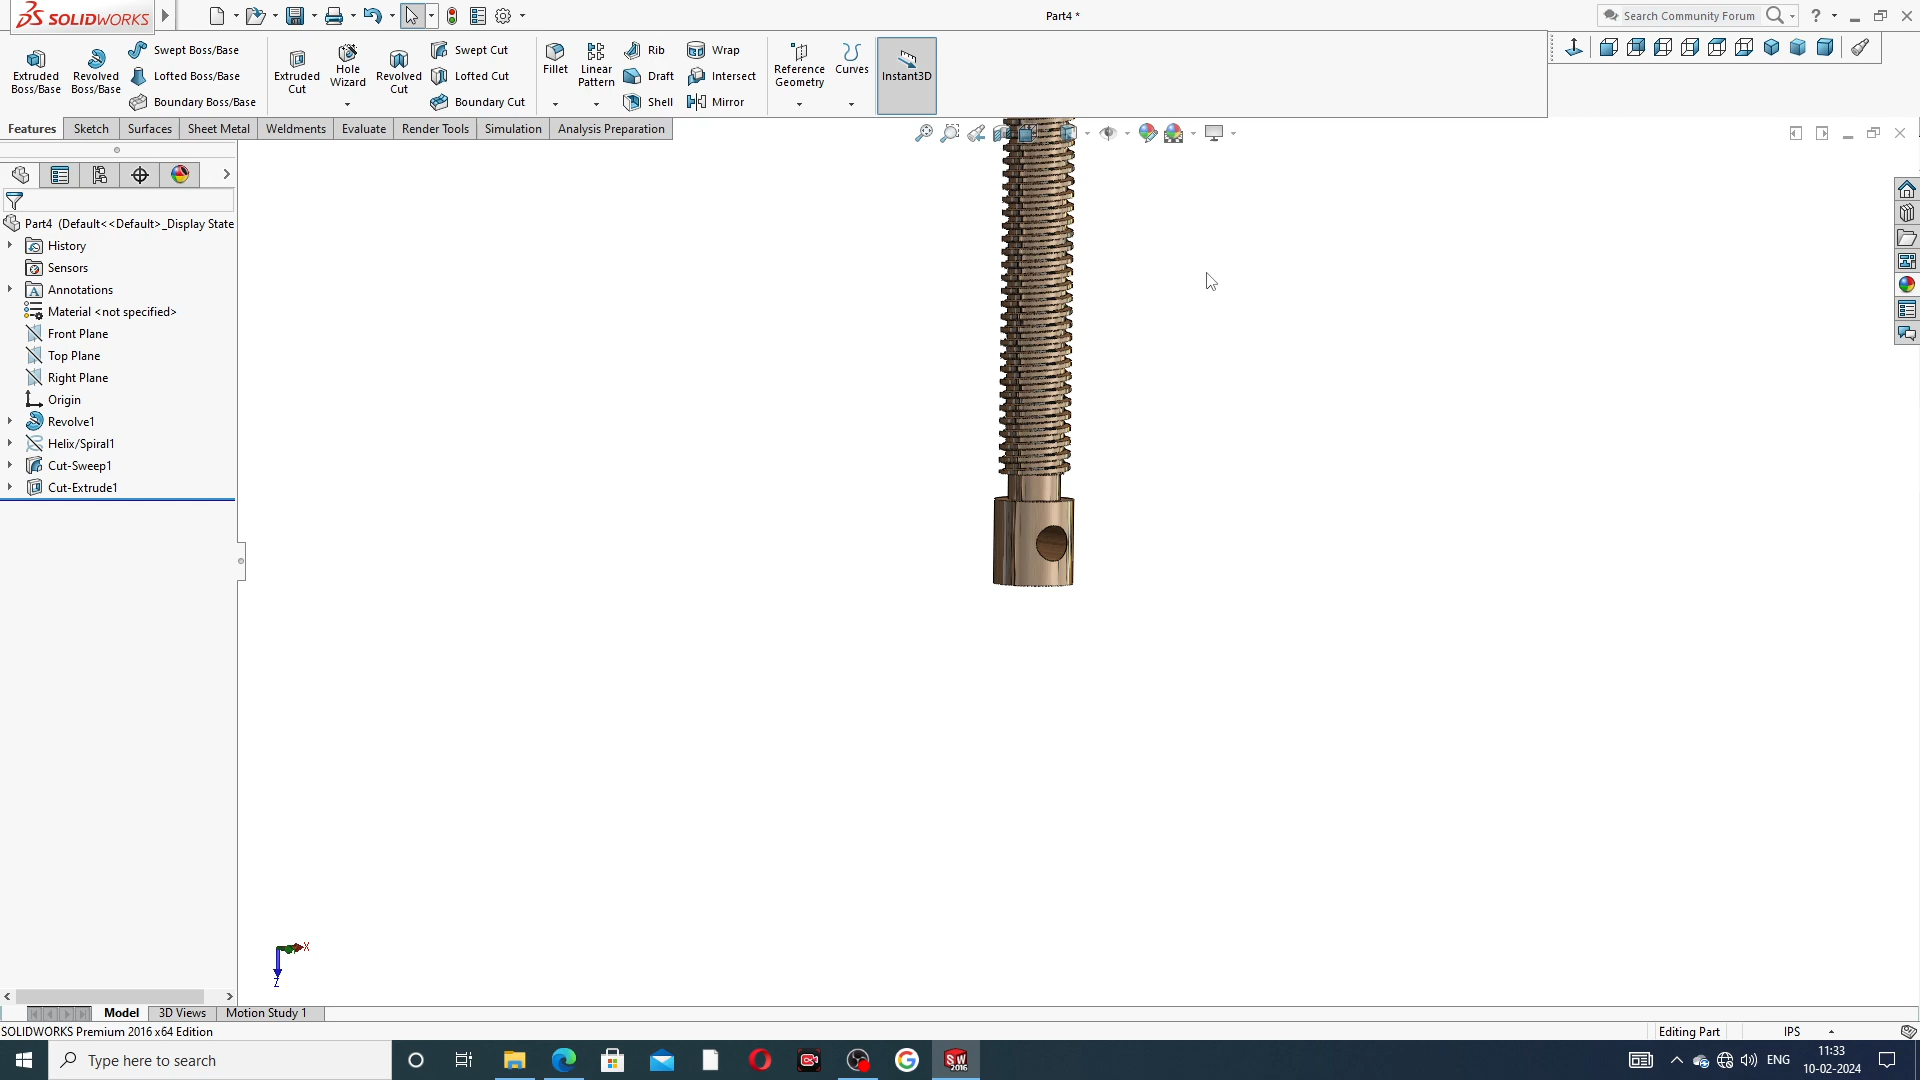 SOLIDWORKS
Part4 *
Search Community Forum
?
Extruded Boss/Base
Revolved Boss/Base
Swept Boss/Base
Lofted Boss/Base
Boundary Boss/Base
Extruded Cut
Hole Wizard
Revolved Cut
Swept Cut
Lofted Cut
Boundary Cut
Fillet
Linear Pattern
Rib
Draft
Shell
Wrap
Intersect
Mirror
Reference Geometry
Curves
Instant3D
Features
Sketch
Surfaces
Sheet Metal
Weldments
Evaluate
Render Tools
Simulation
Analysis Preparation
Part4 (Default<<Default>_Display State
History
Sensors
Annotations
Material <not specified>
Front Plane
Top Plane
Right Plane
Origin
Revolve1
Helix/Spiral1
Cut-Sweep1
Cut-Extrude1
X
Z
Model
3D Views
Motion Study 1
SOLIDWORKS Premium 2016 x64 Edition
Editing Part
IPS
Type here to search
SW
2016
ENG
11:33
10-02-2024